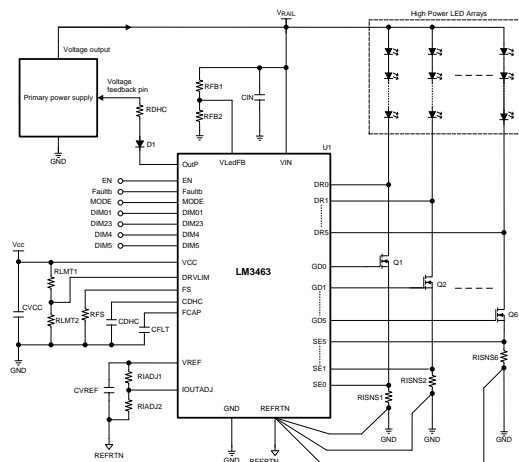 VRAIL
High Power LED Arrays
Voltage output
Primary power supply
Voltage
feedback pin
GND
RDHC
D1
RFB1
RFB2
CIN
U1
OutP
VLedFB
VIN
EN
Faultb
MODE
DIM01
DIM23
DIM4
DIM5
EN
Faultb
MODE
DIM01
DIM23
DIM4
DIM5
DR0
DR1
DR5
LM3463
Vcc
VCC
DRVLIM
FS
CDHC
FCAP
RLMT1
RLMT2
CVCC
RFS
CDHC
CFLT
GND
GD0
GD1
GD5
Q1
Q2
Q6
SE5
SE1
SE0
RISNS1
RISNS2
RISNS6
GND
GND
GND
VREF
IOUTADJ
RIADJ1
RIADJ2
CVREF
REFRTN
GND
REFRTN
GND
REFRTN